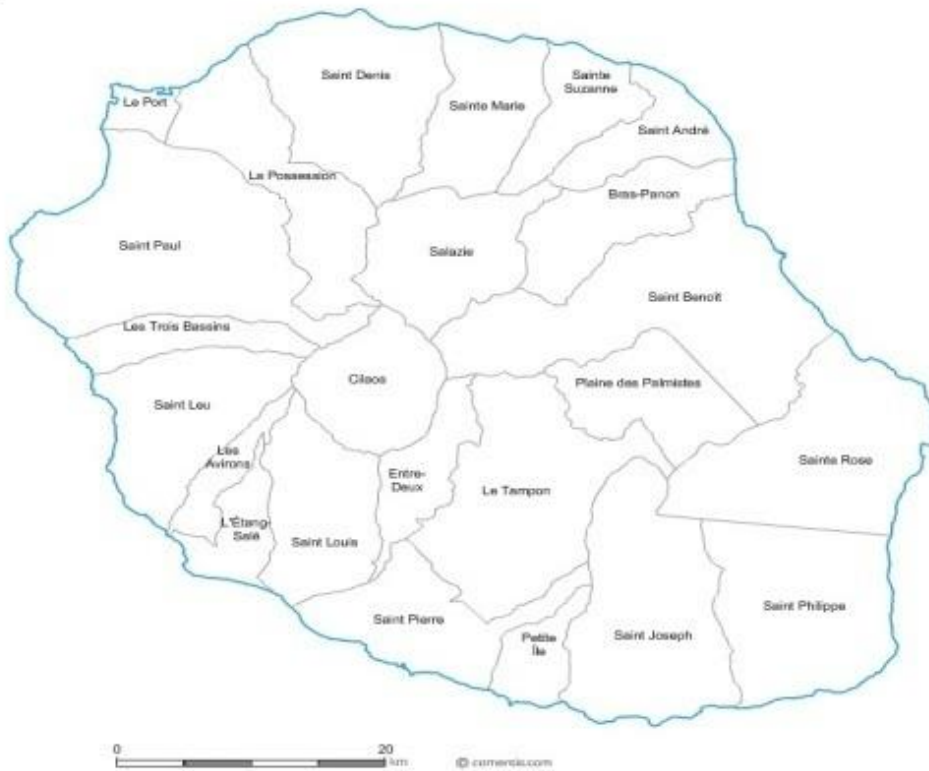 Saint Denis
Sainte
Suzanne
Le Port
Sainte Marie
Saint André
La Possession
Bras-Panon
Saint Paul
Salazie
Saint Benoit
Les Trois Bassins
Cilaos
Plaine des Palmistes
Saint Leu
Les
Avirons
Entre-
Deux
Sainte Rose
Le Tampon
L'Étang-
Salé
Saint Louis
Saint Pierre
Petite
Île
Saint Joseph
Saint Philippe
0
20
km
© comersis.com